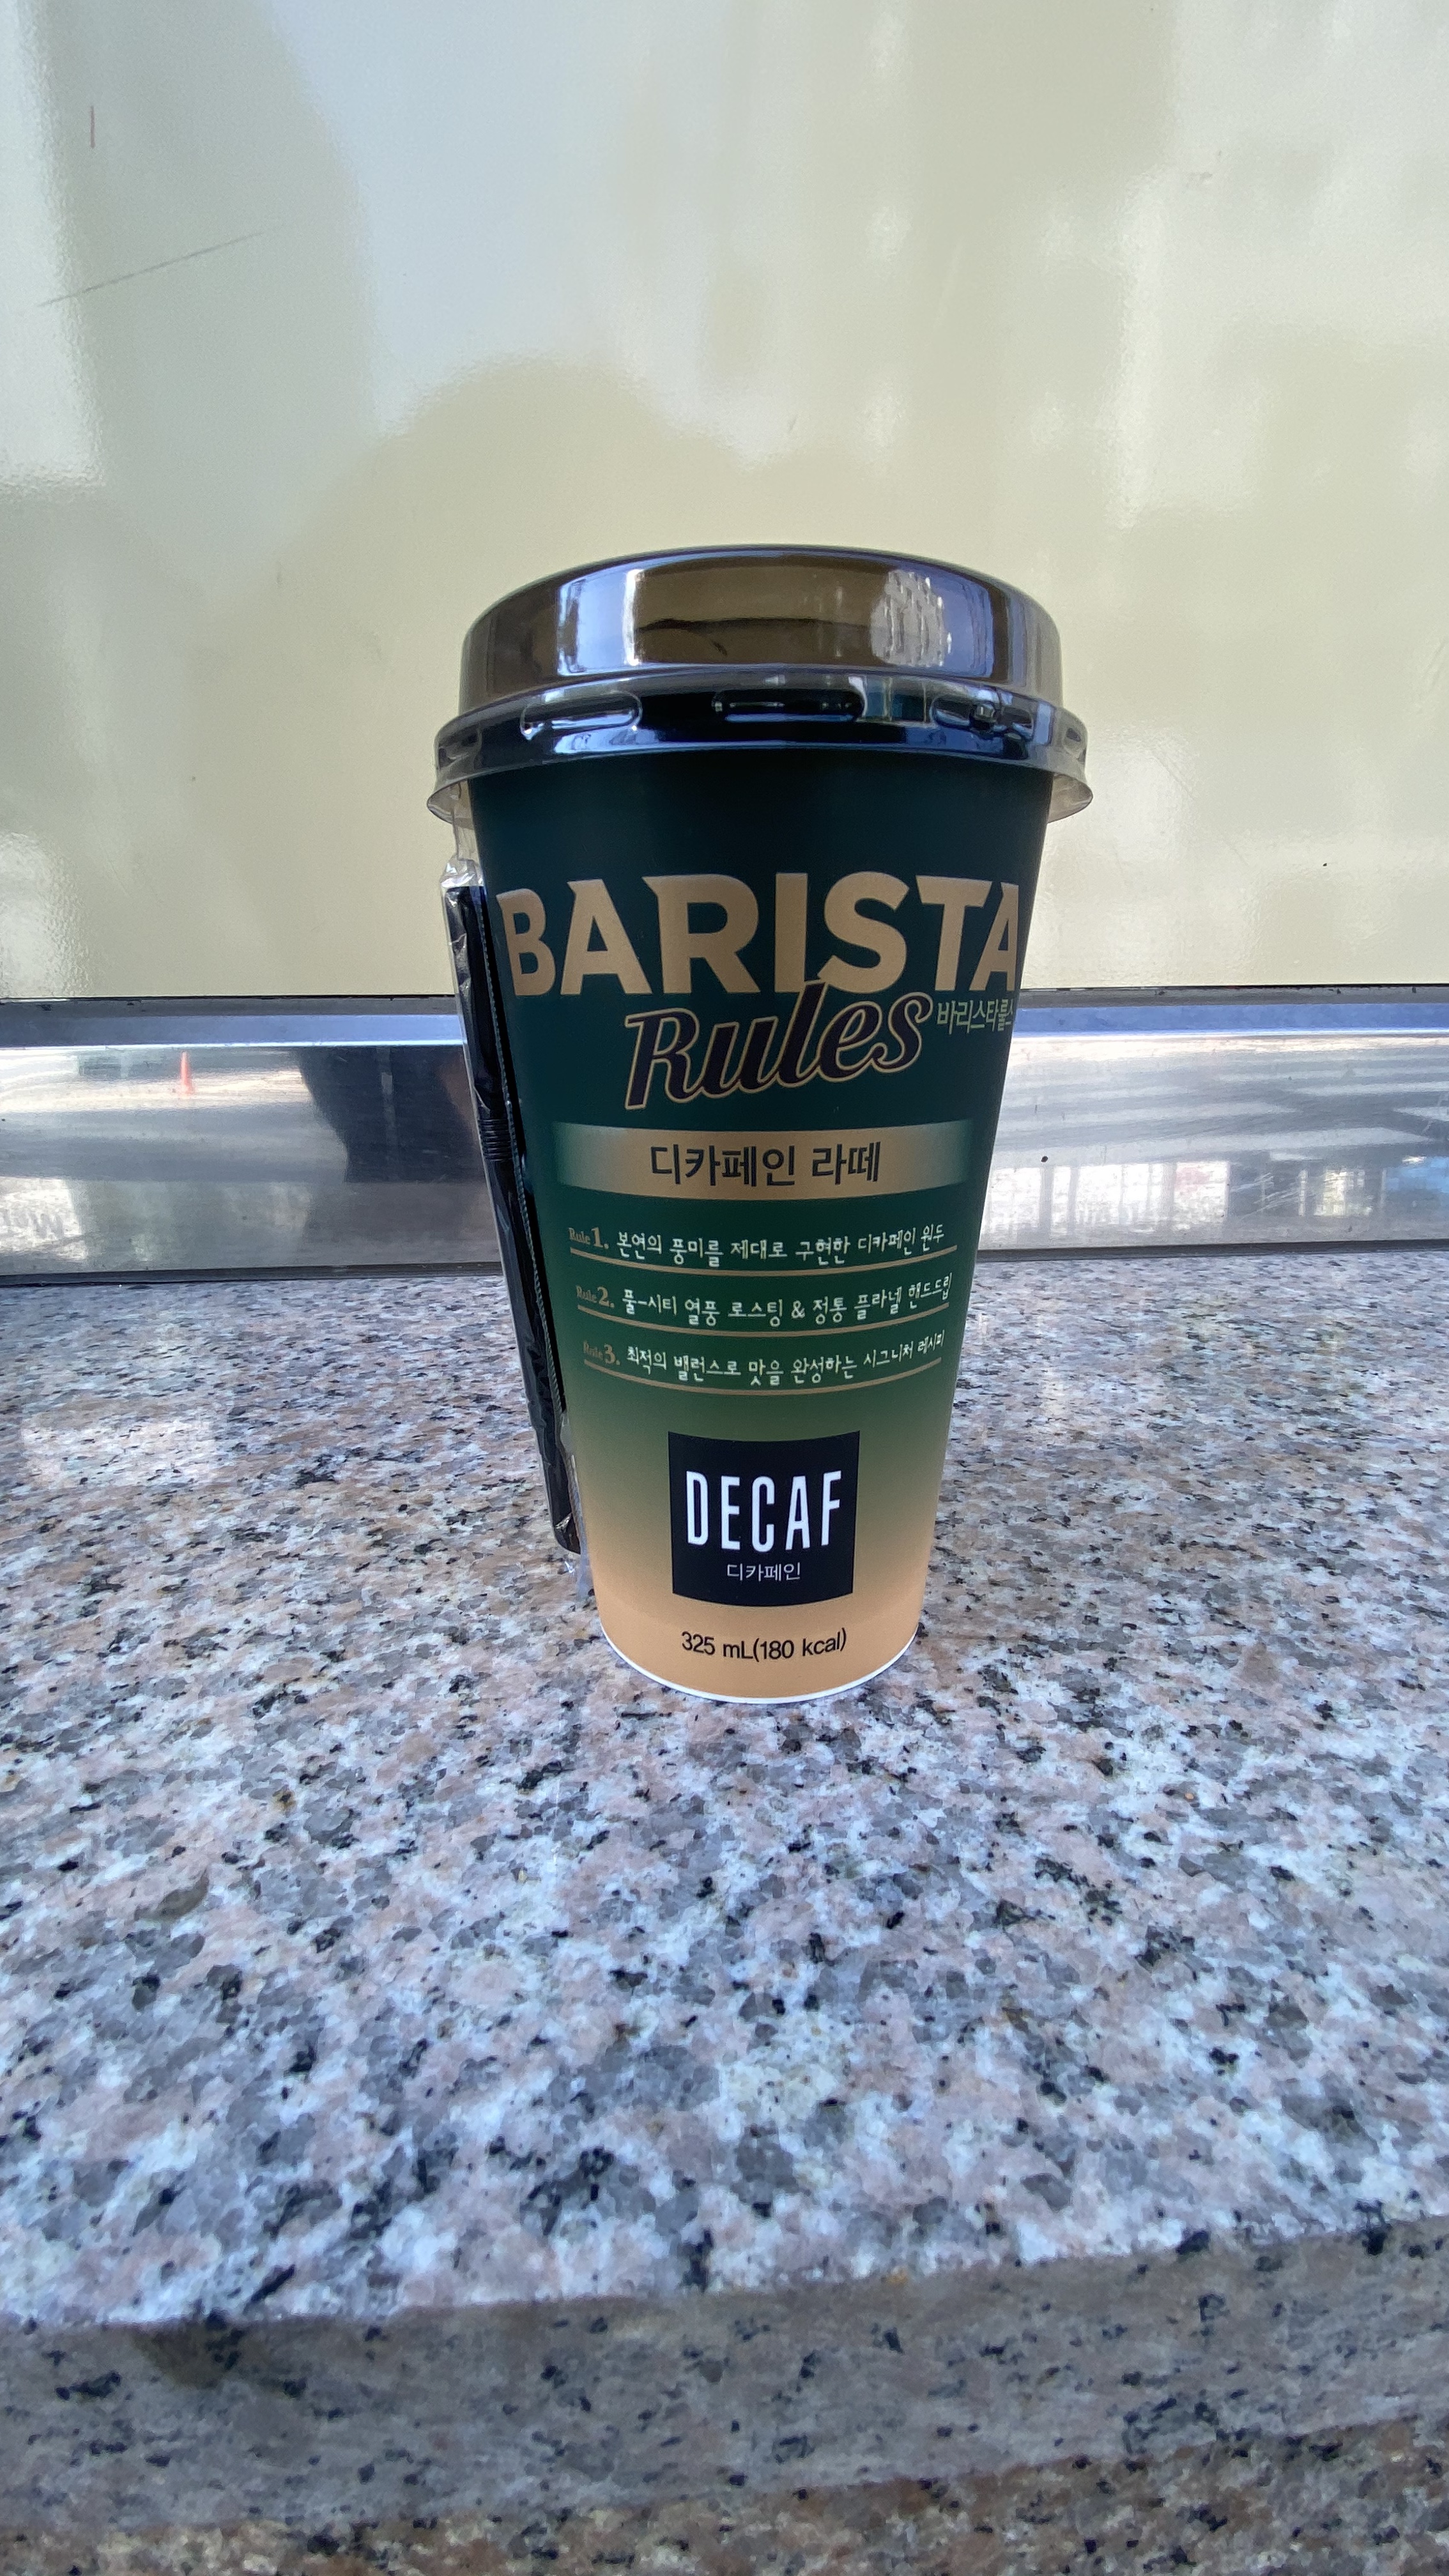 BARISTA
Rules 바리스타룰스
디카페인 라떼
Rule 1. 본연의 풍미를 제대로 구현한 디카페인 원두
Rule 2. 풀-시티 열풍 로스팅 & 정통 플라넬 핸드드립
Rule 3. 최적의 밸런스로 맛을 완성하는 시그니처 레시피
DECAF
디카페인
325 mL(180 kcal)